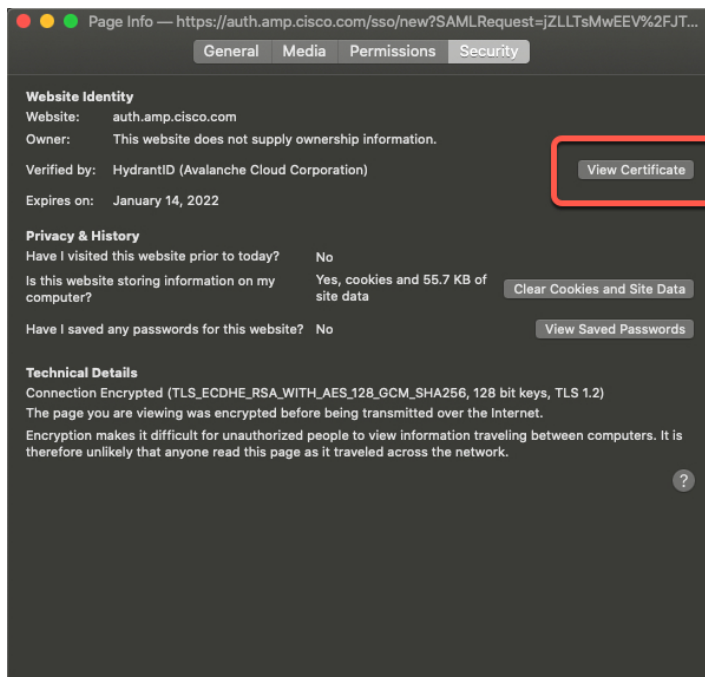 Page Info — https://auth.amp.cisco.com/sso/new?SAMLRequest=jZLLTsMwEEV%2FJT...
General Media Permissions Security
Website Identity
Website: auth.amp.cisco.com
Owner: This website does not supply ownership information.
Verified by: HydrantID (Avalanche Cloud Corporation) View Certificate
Expires on: January 14, 2022
Privacy & History
Have I visited this website prior to today? No
Is this website storing information on my computer? Yes, cookies and 55.7 KB of site data Clear Cookies and Site Data
Have I saved any passwords for this website? No View Saved Passwords
Technical Details
Connection Encrypted (TLS_ECDHE_RSA_WITH_AES_128_GCM_SHA256, 128 bit keys, TLS 1.2)
The page you are viewing was encrypted before being transmitted over the Internet.
Encryption makes it difficult for unauthorized people to view information traveling between computers. It is
therefore unlikely that anyone read this page as it traveled across the network.
?